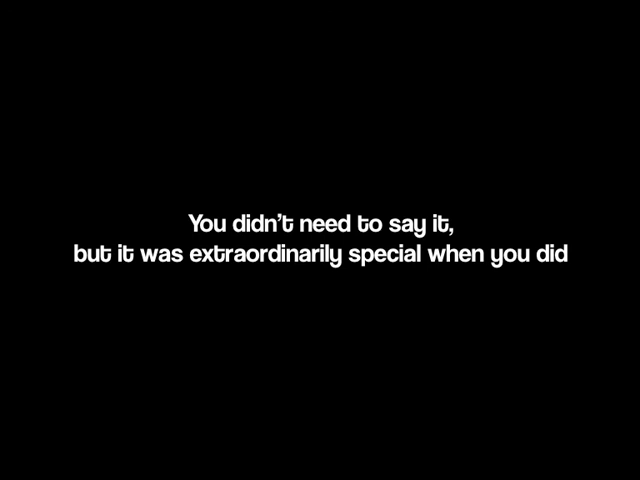 You didn't need to say it,
but it was extraordinarily special when you did